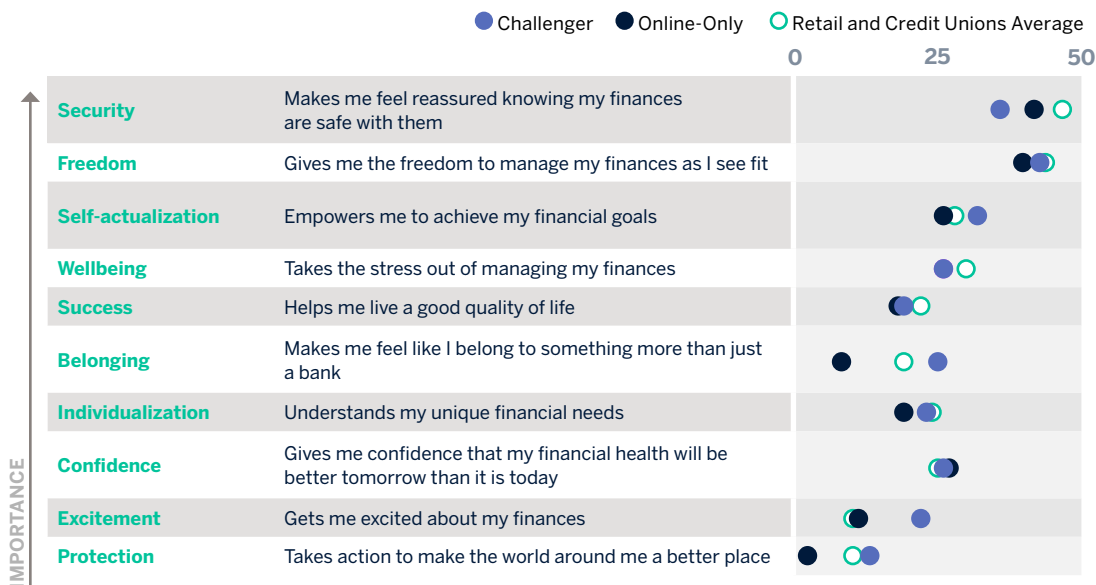 Challenger Online-Only Retail and Credit Unions Average
0 25 50
Security Makes me feel reassured knowing my finances
are safe with them
Freedom Gives me the freedom to manage my finances as I see fit
Self-actualization Empowers me to achieve my financial goals
Wellbeing Takes the stress out of managing my finances
Success Helps me live a good quality of life
Belonging Makes me feel like I belong to something more than just
a bank
Individualization Understands my unique financial needs
Confidence Gives me confidence that my financial health will be
better tomorrow than it is today
Excitement Gets me excited about my finances
Protection Takes action to make the world around me a better place
IMPORTANCE